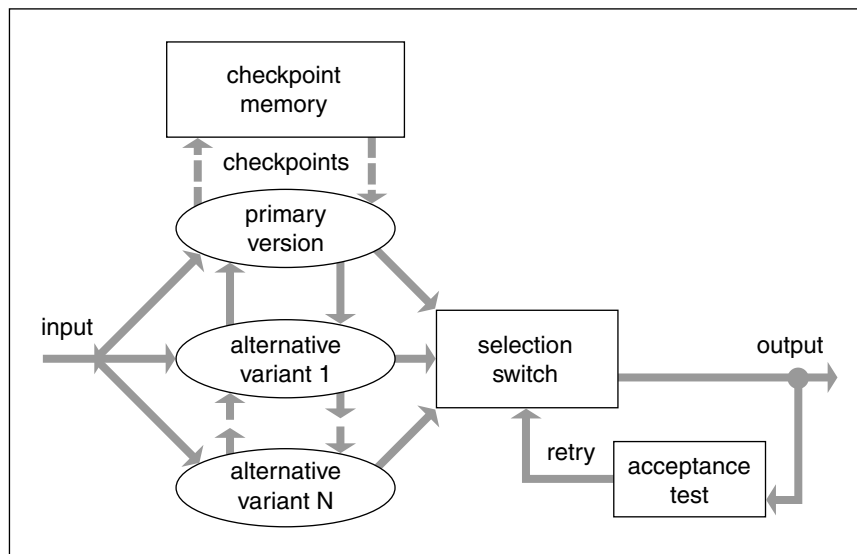 checkpoint
memory
checkpoints
primary
version
input
alternative
variant 1
selection
switch
output
alternative
variant N
retry
acceptance
test